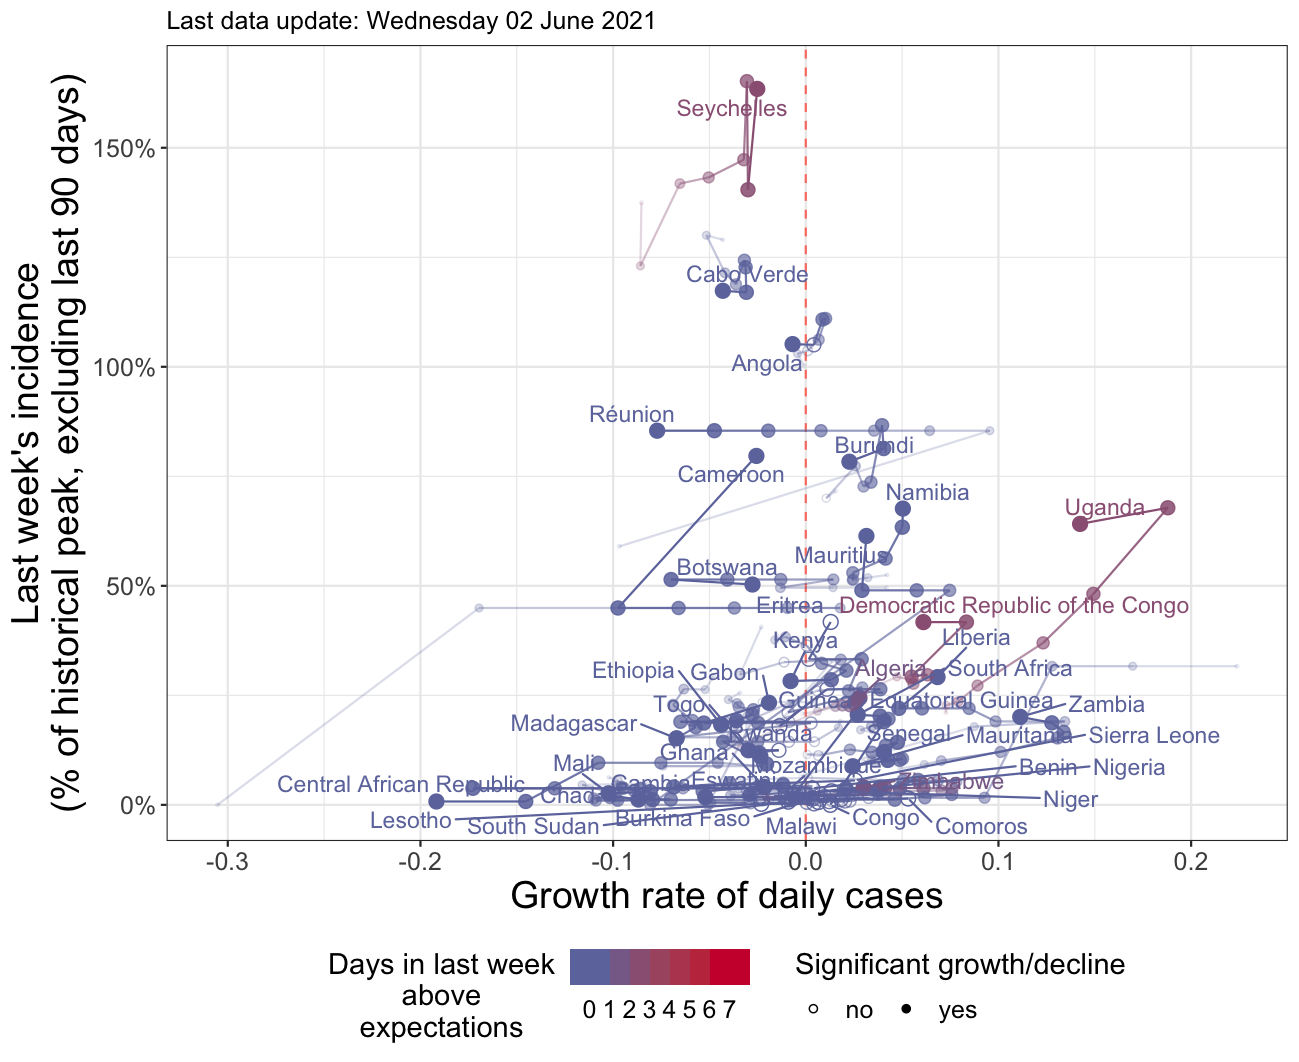 Last data update: Wednesday 02 June 2021
Last week's incidence
(% of historical peak, excluding last 90 days)
150%
100%
50%
0%
Seychelles
Cabo Verde
Angola
Réunion
Burundi
Cameroon
Namibia
Uganda
Mauritius
Botswana
Eritrea
Democratic Republic of the Congo
Kenya
Liberia
Ethiopia
Gabon
Algeria
South Africa
Togo
Guinea
Equatorial Guinea
Zambia
Madagascar
Rwanda
Senegal
Mauritania
Sierra Leone
Ghana
Mali
Mozambique
Benin
Nigeria
Central African Republic
Gambia
Eswatini
Zimbabwe
Chad
Niger
Lesotho
South Sudan
Burkina Faso
Malawi
Congo
Comoros
-0.3
-0.2
-0.1
0.0
0.1
0.2
Growth rate of daily cases
Days in last week
above
expectations
0 1 2 3 4 5 6 7
Significant growth/decline
no
yes